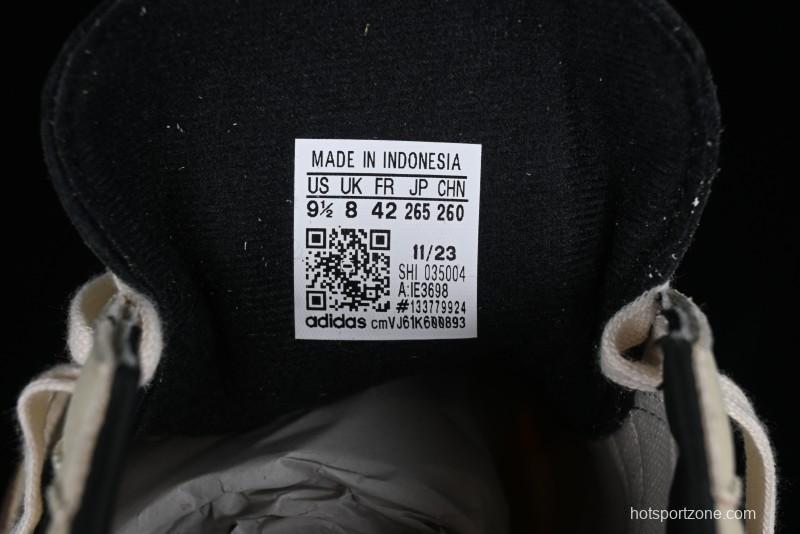 MADE IN INDONESIA
US UK FR JP CHN
9½ 8 42 265 260
11/23
SHI 035004
A:IE3698
#133779924
adidas cmVJ61K600893
hotsportzone.com